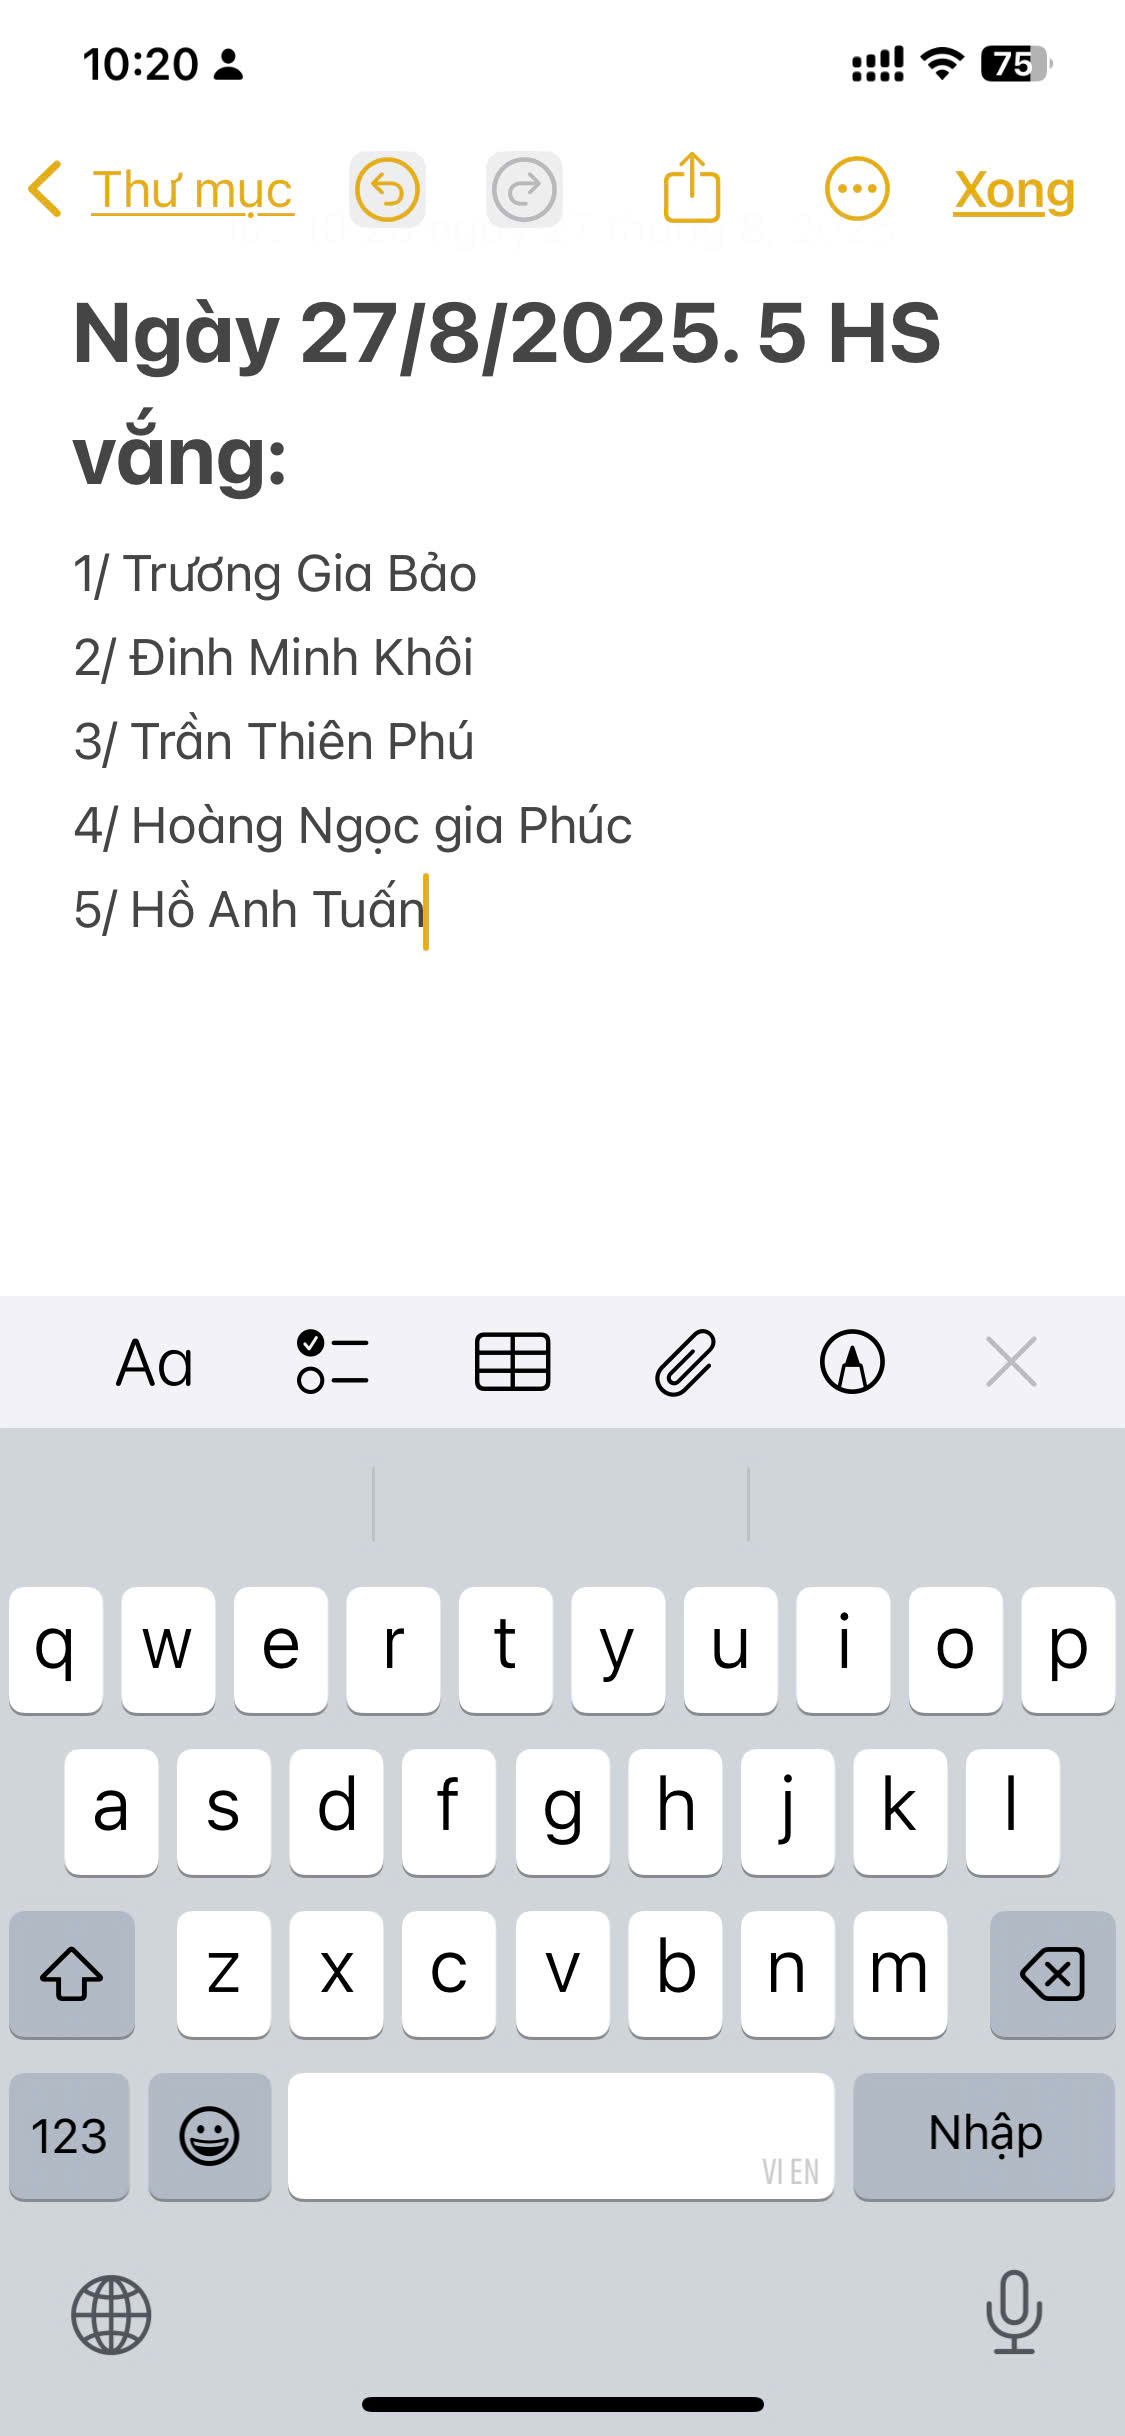 10:20
75
Thư mục
Xong
Ngày 27/8/2025. 5 HS
vắng:
1/ Trương Gia Bảo
2/ Đinh Minh Khôi
3/ Trần Thiên Phú
4/ Hoàng Ngọc gia Phúc
5/ Hồ Anh Tuấn
Aa
q w e r t y u i o p
a s d f g h j k l
z x c v b n m
123
VI EN
Nhập